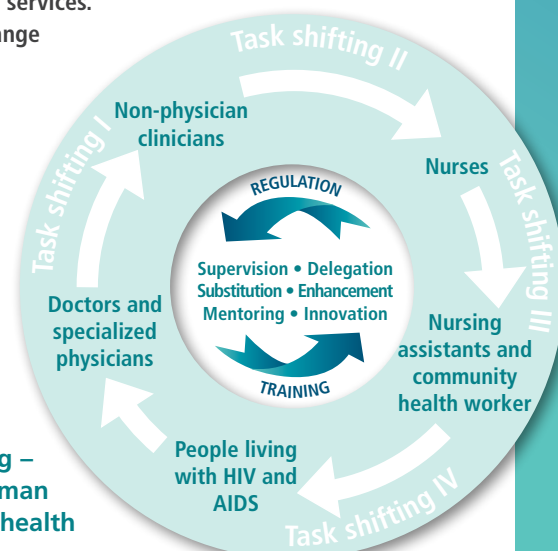 services.
ange
Task shifting I
Task shifting II
Task shifting III
Task shifting IV
Non-physician
clinicians
Nurses
Nursing
assistants and
community
health worker
People living
with HIV and
AIDS
Doctors and
specialized
physicians
REGULATION
Supervision • Delegation
Substitution • Enhancement
Mentoring • Innovation
TRAINING
g –
man
health